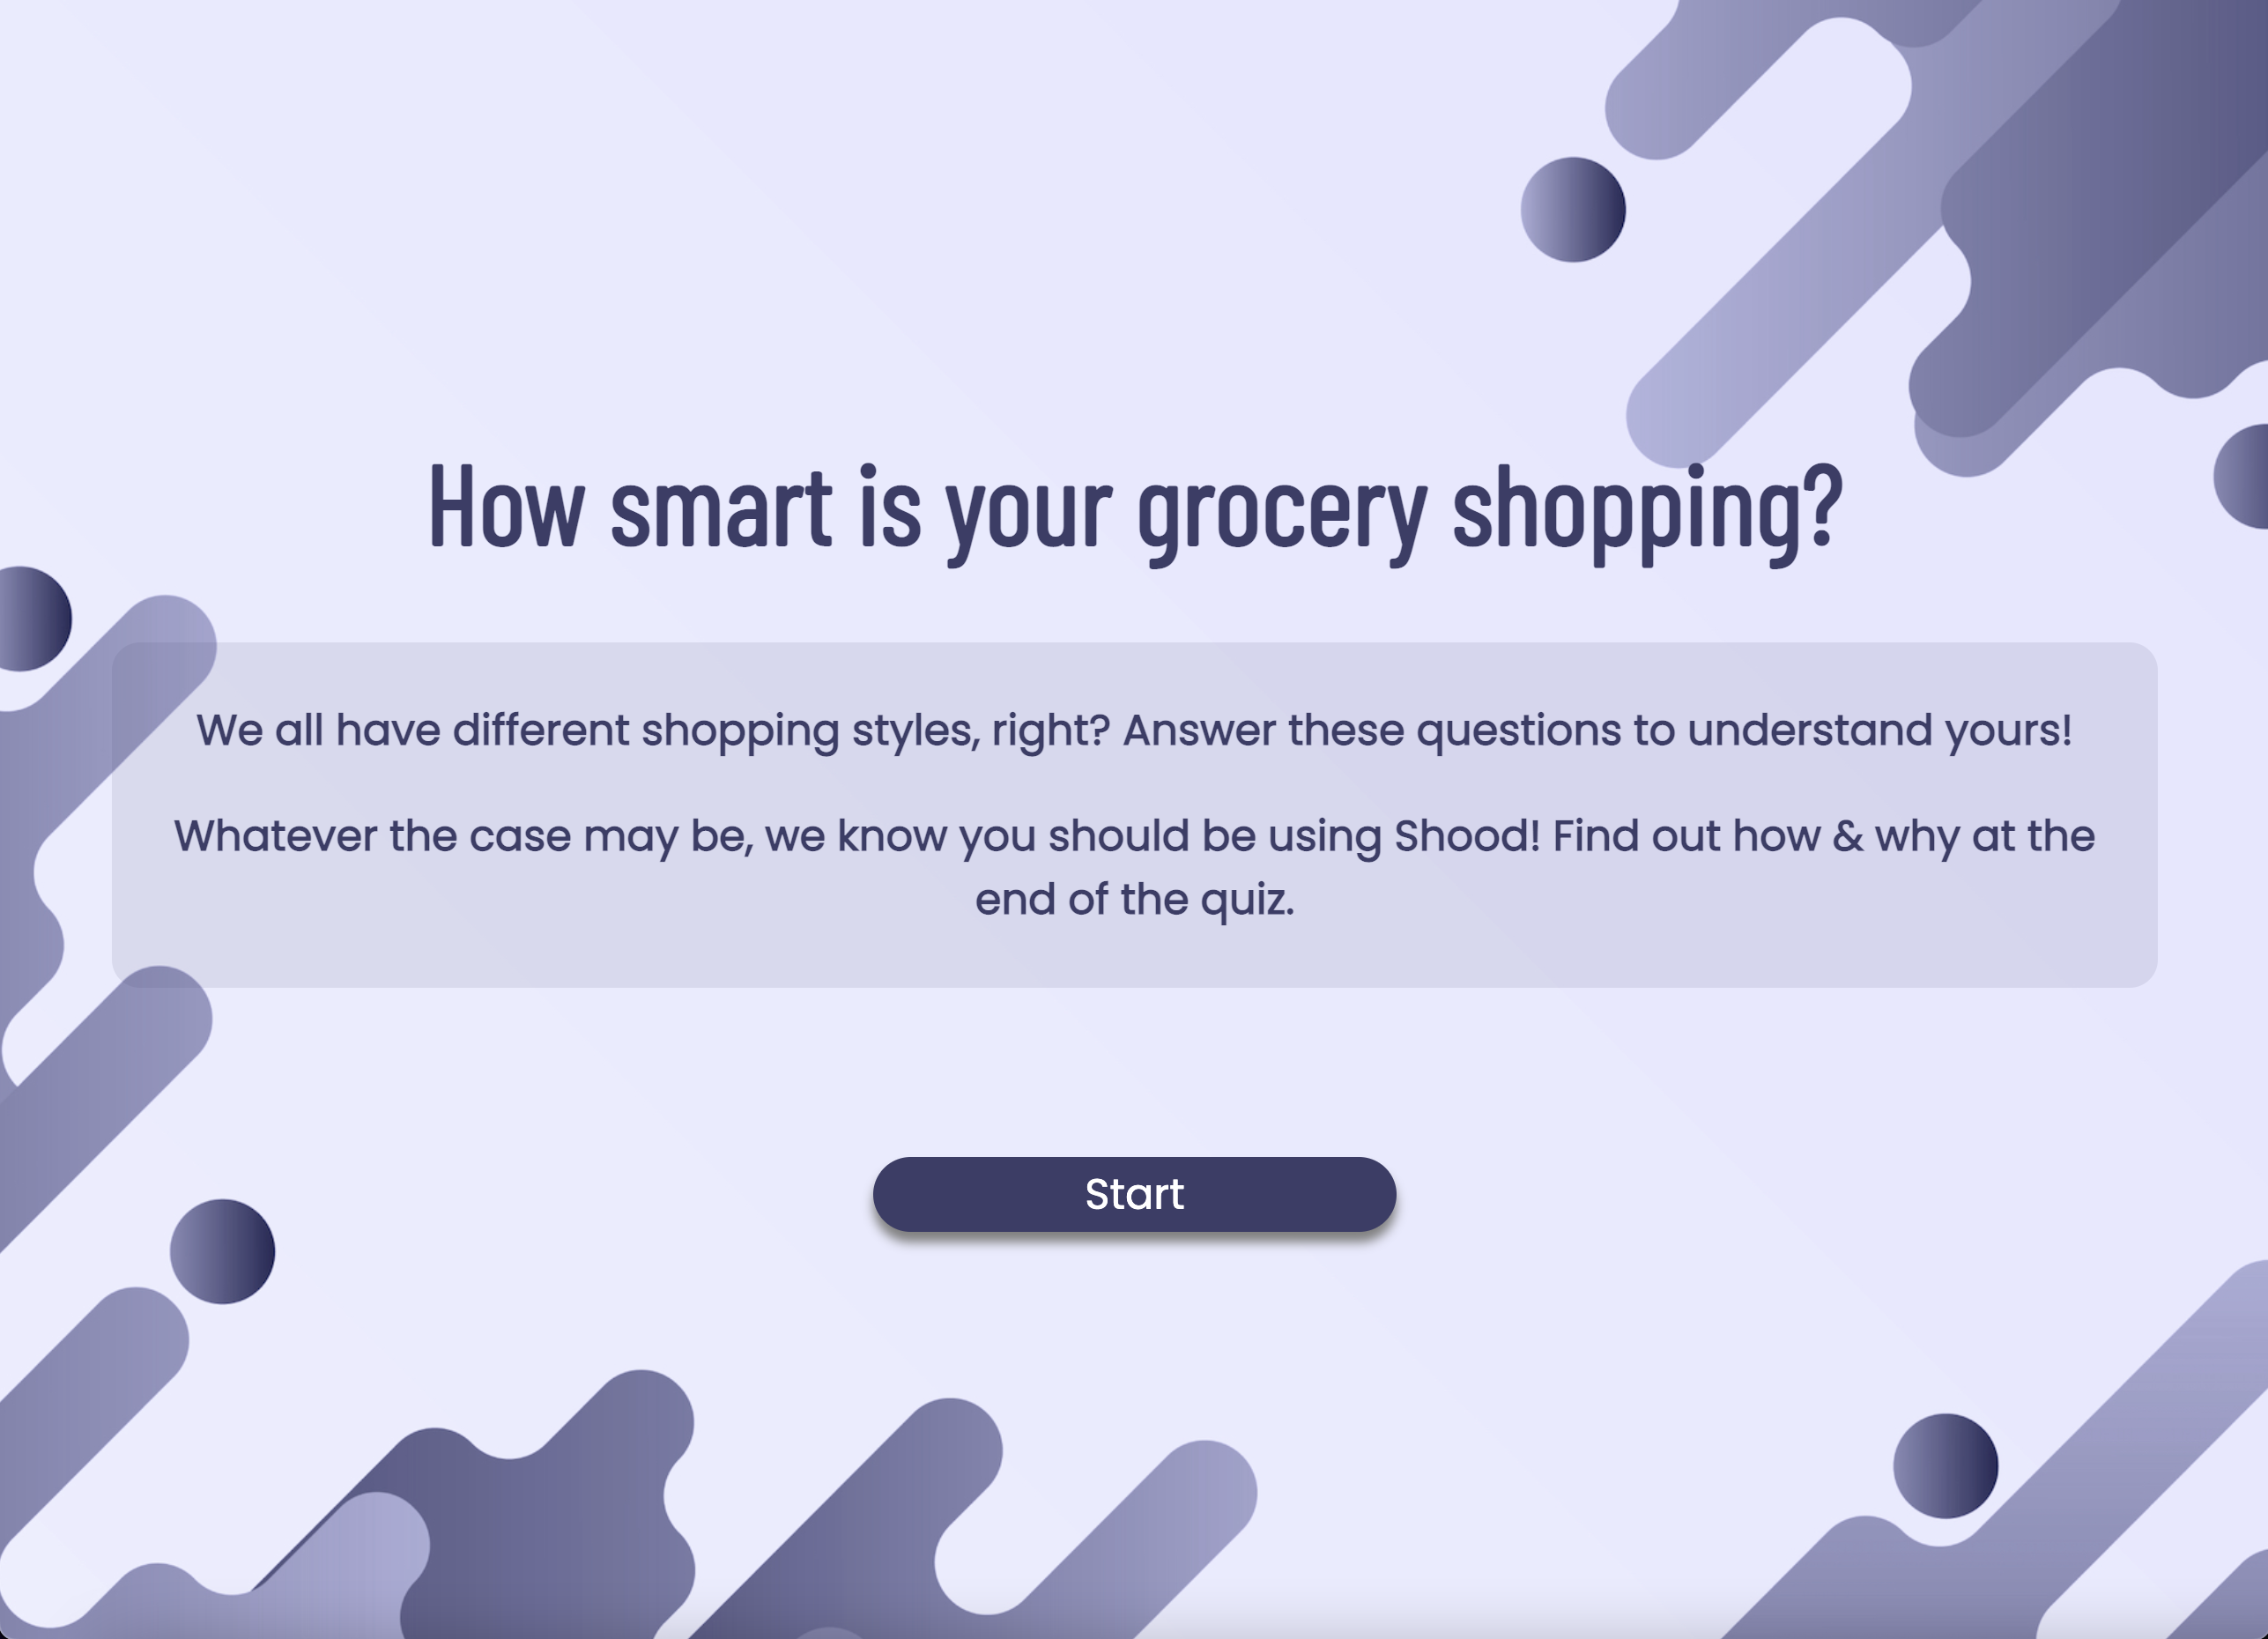 How smart is your grocery shopping?
We all have different shopping styles, right? Answer these questions to understand yours!
Whatever the case may be, we know you should be using Shood! Find out how & why at the
end of the quiz.
Start